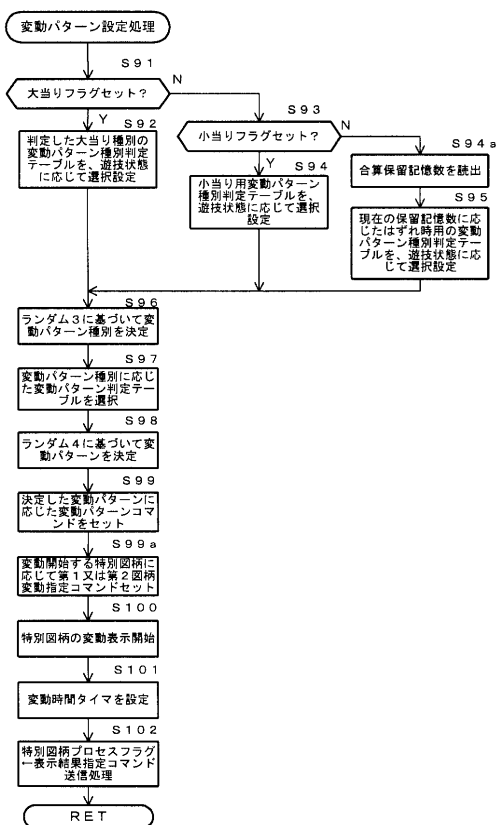 変動パターン設定処理
S91
大当りフラグセット？
N
Y
S92
判定した大当り種別の
変動パターン種別判定
テーブルを、遊技状態
に応じて選択設定
S93
小当りフラグセット？
N
Y
S94
小当り用変動パターン
種別判定テーブルを、
遊技状態に応じて選択
設定
S94a
合算保留記憶数を読出
S95
現在の保留記憶数に応
じたはずれ時用の変動
パターン種別判定テー
ブルを、遊技状態に応
じて選択設定
S96
ランダム3に基づいて変
動パターン種別を決定
S97
変動パターン種別に応じ
た変動パターン判定テー
ブルを選択
S98
ランダム4に基づいて変
動パターンを決定
S99
決定した変動パターンに
応じた変動パターンコマ
ンドをセット
S99a
変動開始する特別図柄に
応じて第1又は第2図柄
変動指定コマンドセット
S100
特別図柄の変動表示開始
S101
変動時間タイマを設定
S102
特別図柄プロセスフラグ
←表示結果指定コマンド
送信処理
RET